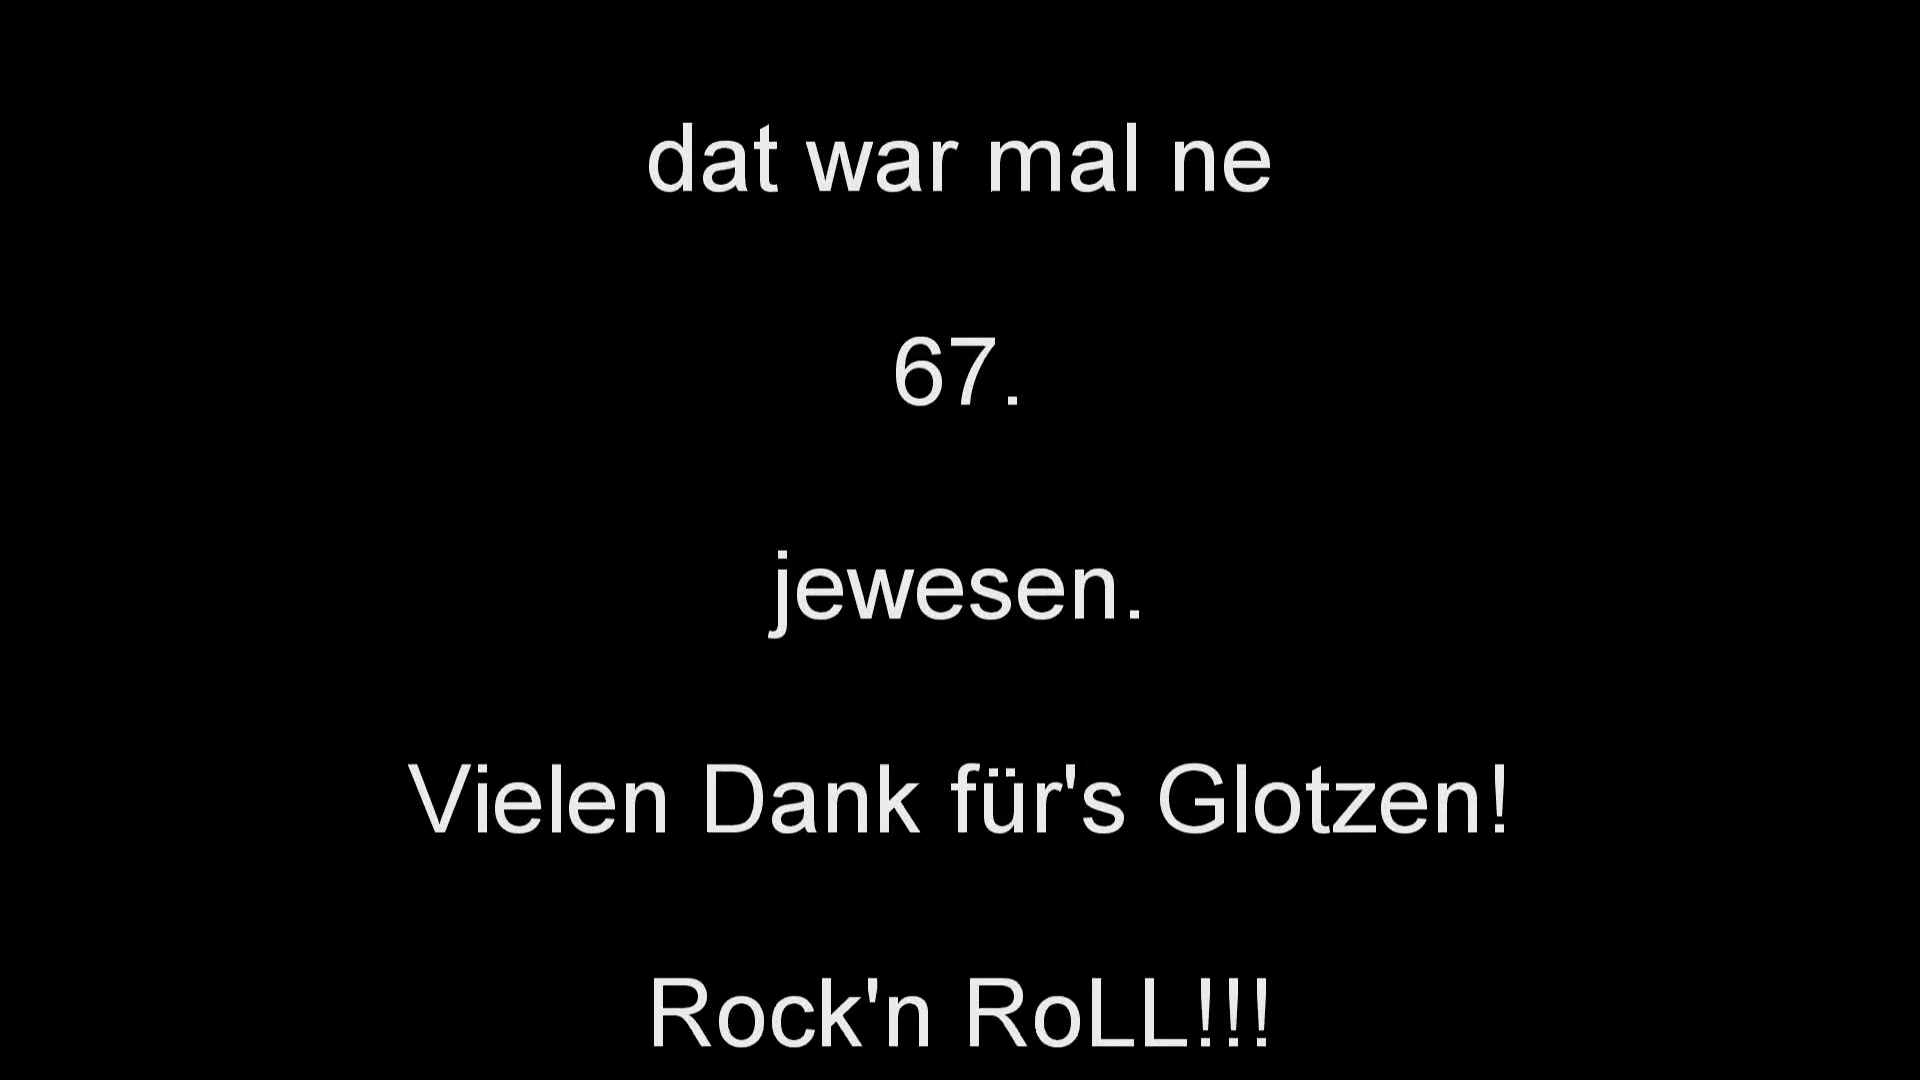 dat war mal ne
67.
jewesen.
Vielen Dank für's Glotzen!
Rock'n RoLL!!!